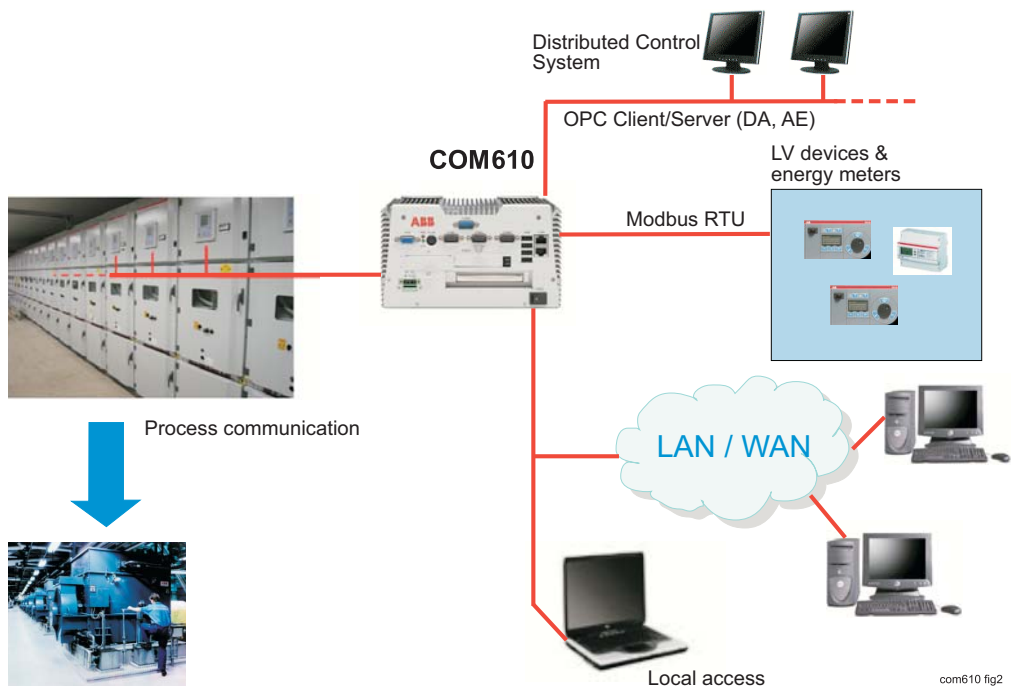 Distributed Control
System
OPC Client/Server (DA, AE)
COM610
LV devices &
energy meters
ABB
Modbus RTU
Process communication
LAN / WAN
Local access
com610 fig2